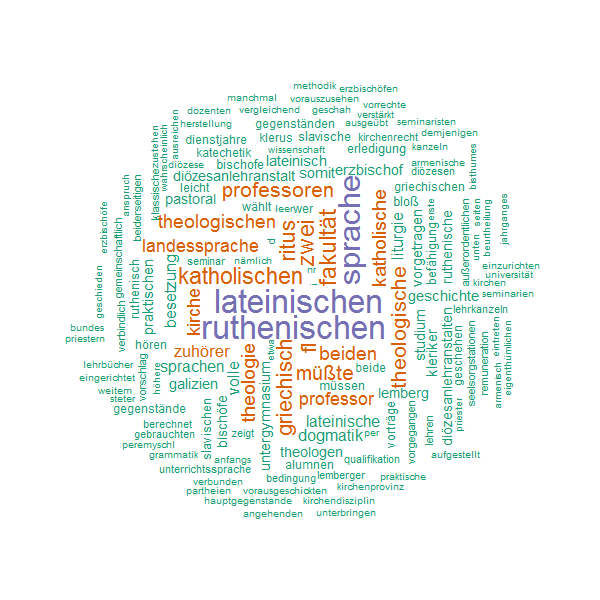 methodik
erzbischöfen
manchmal
vorauszusehen
vorrechte
dozenten
vergleichend
geschah
verstärkt
herstellung
gegenständen
ausgeübt
seminaristen
dienstjahre
klerus
slavische
kirchenrecht
demjenigen
katechetik
wissenschaft
erledigung
kanzeln
diözese
bischofe
lateinisch
armenische
diözesanlehranstalt
somit
erzbischof
diözesen
leicht
professoren
griechischen
pastoral
wählt
leer
wer
bloß
theologischen
landessprache
d
seminar
nämlich
nr
i
katholischen
lateinischen
ruthenischen
sprache
fakultät
zwei
ritus
katholische
liturgie
vorgetragen
befähigung
erste
ruthenische
außerordentlichen
unten
seiten
beurtheilung
jahrganges
bisthumes
klassische
zustehen
wahrscheinlich
ausreichen
anspruch
beiderseitigen
erzbischöfe
gemeinschaftlich
geschieden
verbindlich
ruthenisch
praktischen
besetzung
kirche
theologische
geschichte
einzurichten
universität
kirchen
seminarien
lehrkanzeln
bundes
priestern
hören
zuhörer
fl
beiden
etwa
lehrbücher
eingerichtet
weitem
steter
vorschlag
höhere
sprachen
galizien
volle
theologie
griechisch
müßte
beide
müssen
lemberg
professor
studium
kleriker
diözesanlehranstalten
geschehen
priester
seelsorgstationen
remuneration
armenisch
eintreten
eigenthümlichen
gegenstände
berechnet
gebrauchten
peremyschl
grammatik
slavischen
bischöfe
zeigt
untergymnasium
lateinische
dogmatik
per
vorträge
vorgegangen
lehren
aufgestellt
theologen
anfangs
unterrichtssprache
alumnen
qualifikation
verbunden
bedingung
lemberger
praktische
partheien
vorausgeschickten
kirchenprovinz
hauptgegenstande
kirchendisziplin
angehenden
unterbringen